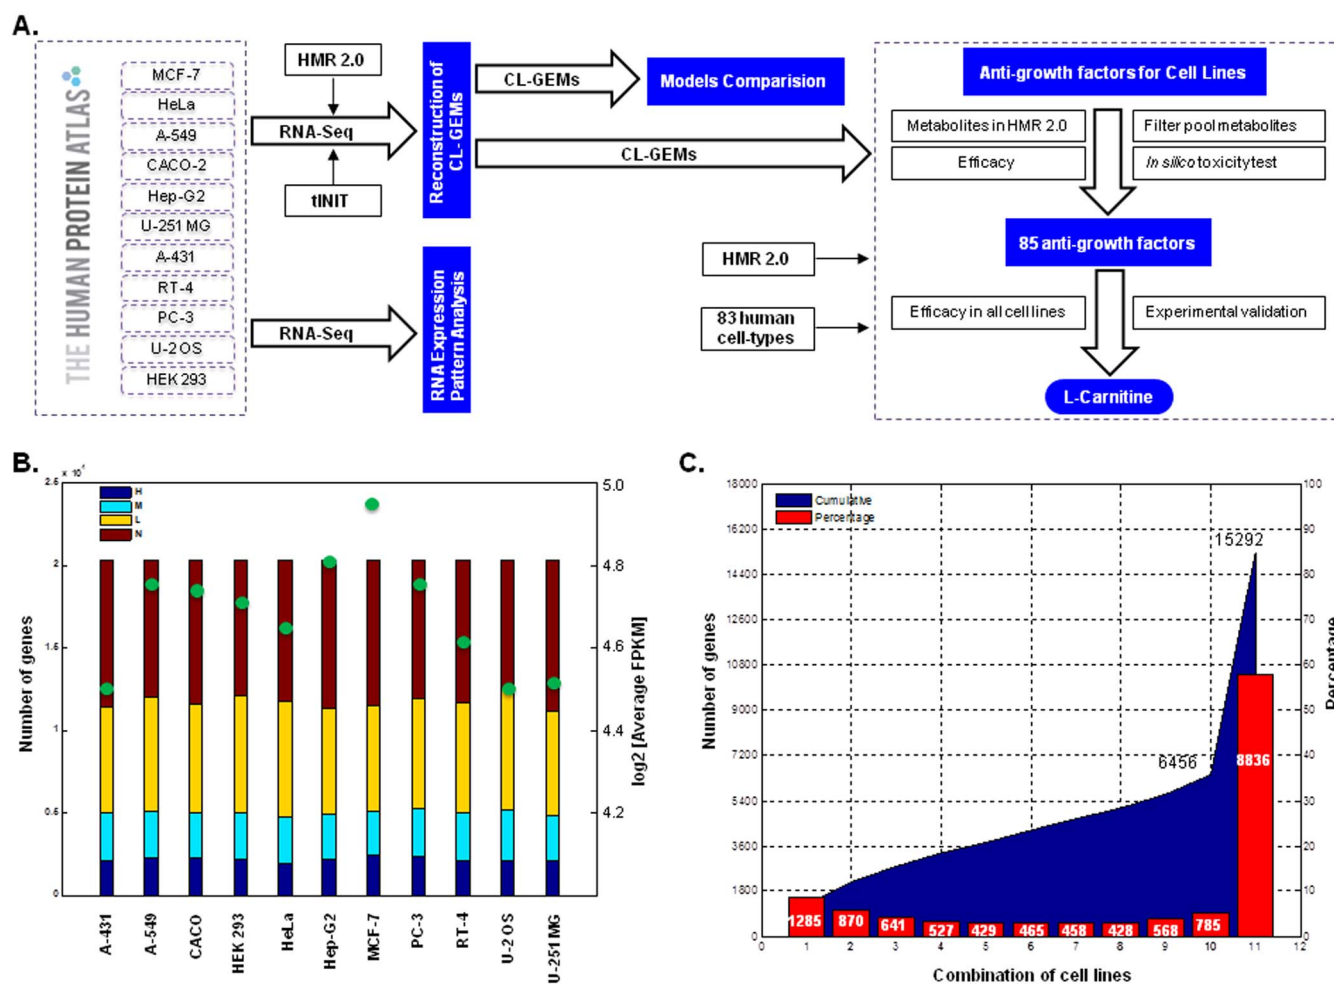 A.
THE HUMAN PROTEIN ATLAS
MCF-7
HeLa
A-549
CACO-2
Hep-G2
U-251 MG
A-431
RT-4
PC-3
U-2 OS
HEK 293
HMR 2.0
RNA-Seq
tINIT
RNA-Seq
Reconstruction of
CL-GEMs
RNA Expression
Pattern Analysis
CL-GEMs
Models Comparision
CL-GEMs
HMR 2.0
83 human
cell-types
Anti-growth factors for Cell Lines
Metabolites in HMR 2.0
Filter pool metabolites
Efficacy
In silico toxicity test
85 anti-growth factors
Efficacy in all cell lines
Experimental validation
L-Carnitine
B.
2.5
× 10⁴
5.0
H
M
L
N
2
4.8
1.5
4.6
1
4.4
0.5
4.2
0
Number of genes
log2 [Average FPKM]
A-431
A-549
CACO
HEK 293
HeLa
Hep-G2
MCF-7
PC-3
RT-4
U-2 OS
U-251 MG
C.
18000
100
Cumulative
Percentage
16200
90
15292
14400
80
12600
70
10800
60
9000
50
7200
40
6456
8836
5400
30
3600
20
1800
10
1285
870
641
527
429
465
458
428
568
785
0
0
0
1
2
3
4
5
6
7
8
9
10
11
12
Number of genes
Percentage
Combination of cell lines